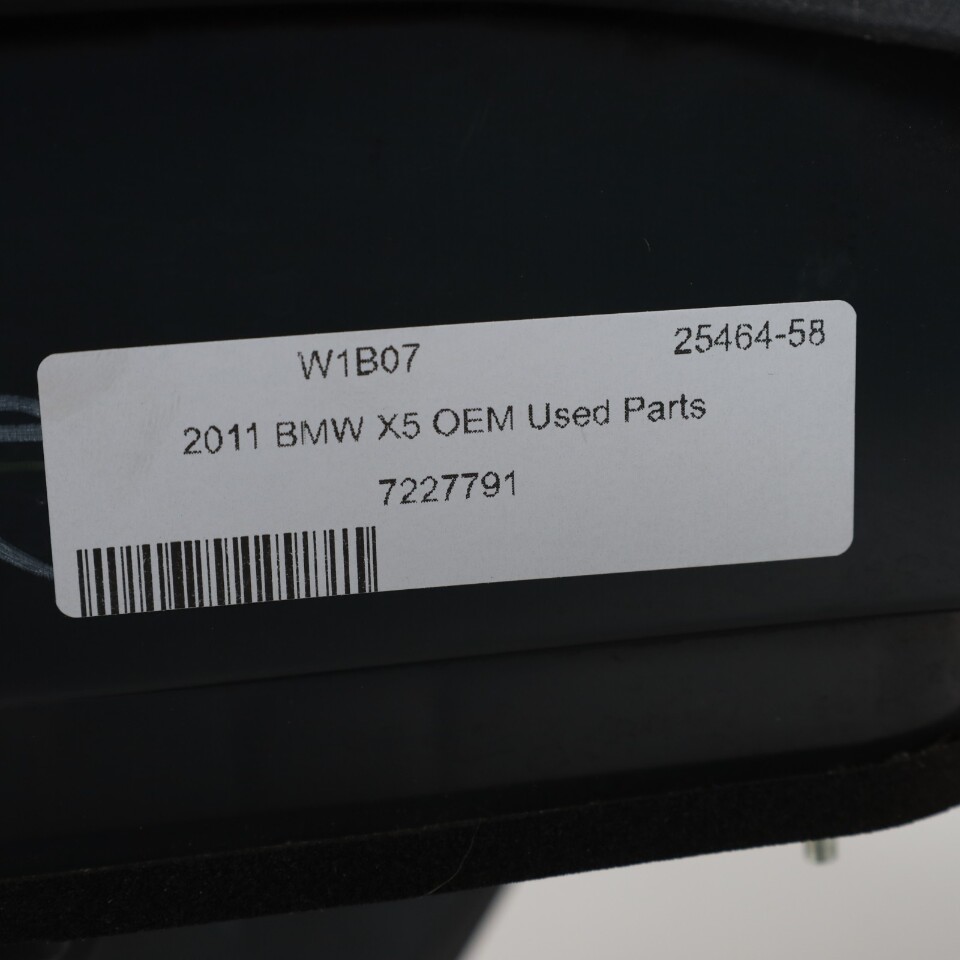 W1B07 25464-58
2011 BMW X5 OEM Used Parts
7227791